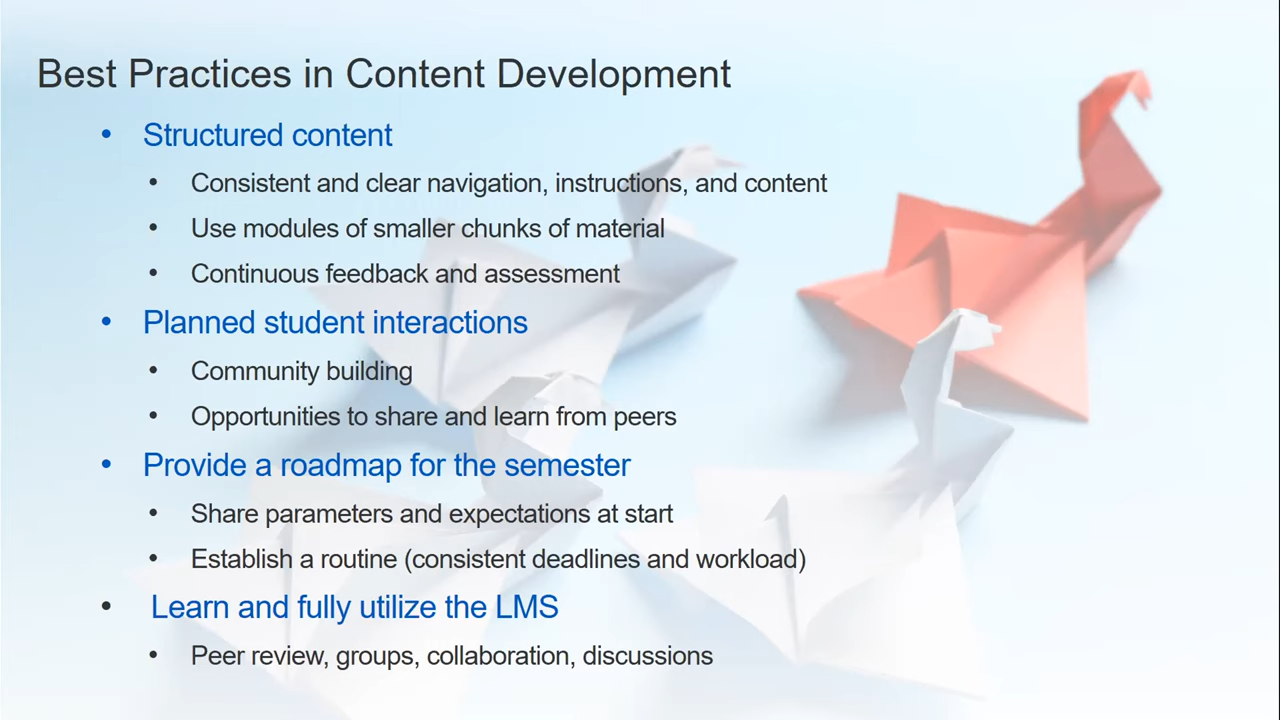 Best Practices in Content Development
• Structured content
• Consistent and clear navigation, instructions, and content
• Use modules of smaller chunks of material
• Continuous feedback and assessment
• Planned student interactions
• Community building
• Opportunities to share and learn from peers
• Provide a roadmap for the semester
• Share parameters and expectations at start
• Establish a routine (consistent deadlines and workload)
• Learn and fully utilize the LMS
• Peer review, groups, collaboration, discussions